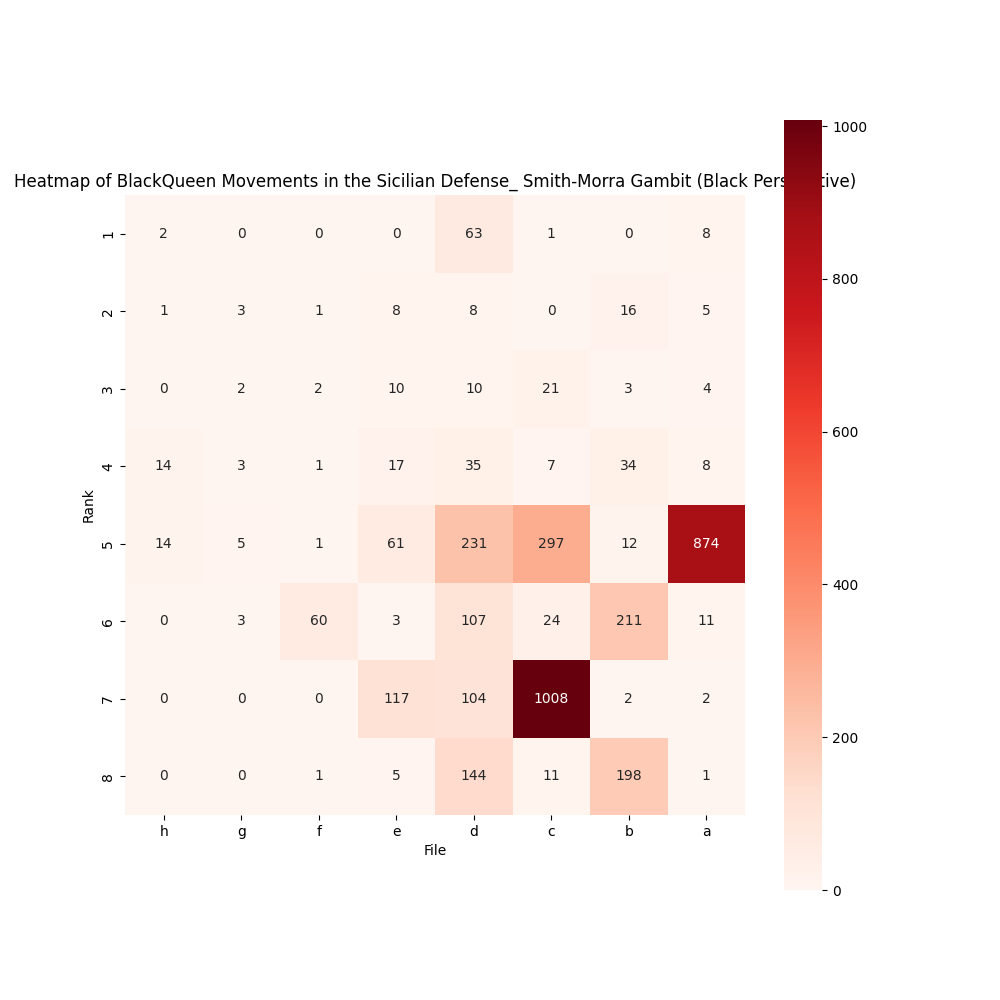 Heatmap of BlackQueen Movements in the Sicilian Defense_ Smith-Morra Gambit (Black Pers tive)
1000
800
600
400
200
0
Rank
1 2 0 0 0 63 1 0 8
2 1 3 1 8 8 0 16 5
3 0 2 2 10 10 21 3 4
4 14 3 1 17 35 7 34 8
5 14 5 1 61 231 297 12 874
6 0 3 60 3 107 24 211 11
7 0 0 0 117 104 1008 2 2
8 0 0 1 5 144 11 198 1
h g f e d c b a
File